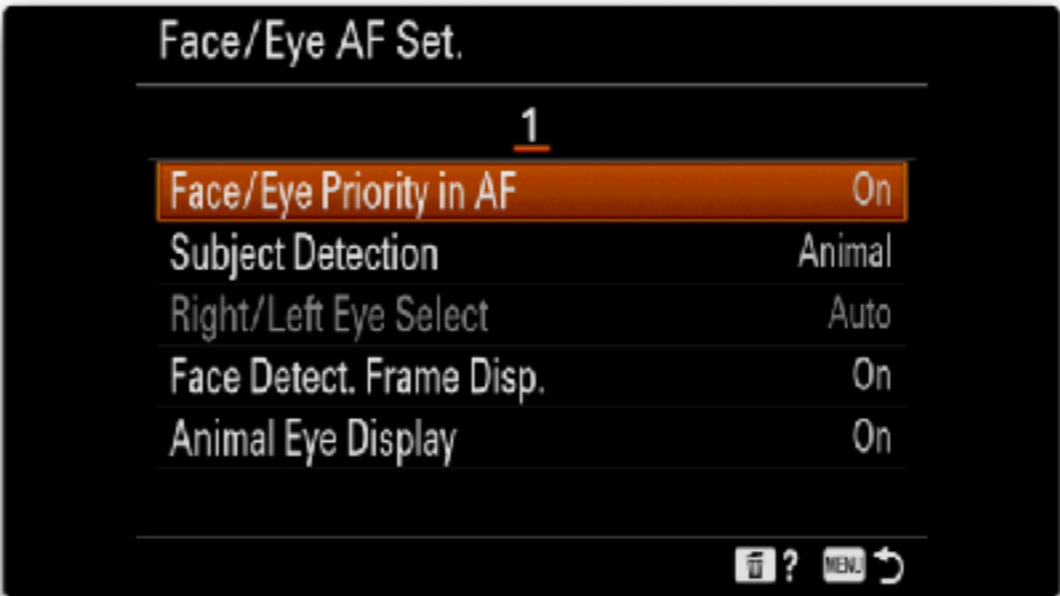 Face/Eye AF Set.
1
Face/Eye Priority in AF On
Subject Detection Animal
Right/Left Eye Select Auto
Face Detect. Frame Disp. On
Animal Eye Display On
? MENU